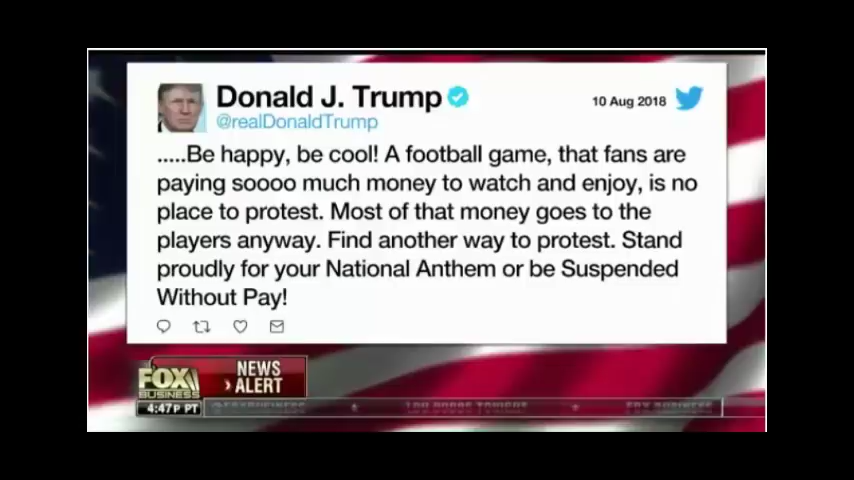 Donald J. Trump
@realDonaldTrump
10 Aug 2018
.....Be happy, be cool! A football game, that fans are
paying soooo much money to watch and enjoy, is no
place to protest. Most of that money goes to the
players anyway. Find another way to protest. Stand
proudly for your National Anthem or be Suspended
Without Pay!
FOX
BUSINESS
NEWS
ALERT
4:47P PT